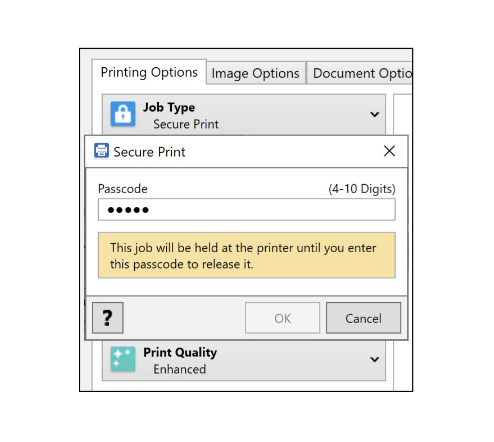 Printing Options Image Options Document Optio
Job Type
Secure Print
Secure Print
Passcode (4-10 Digits)
●●●●●
This job will be held at the printer until you enter
this passcode to release it.
? OK Cancel
Print Quality
Enhanced